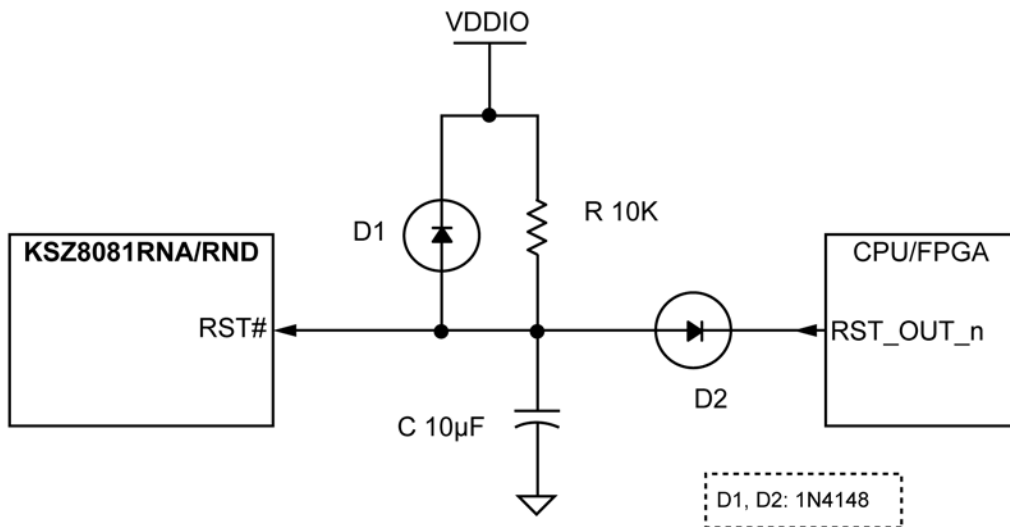 VDDIO
D1
R 10K
KSZ8081RNA/RND
CPU/FPGA
RST#
RST_OUT_n
D2
C 10µF
D1, D2: 1N4148